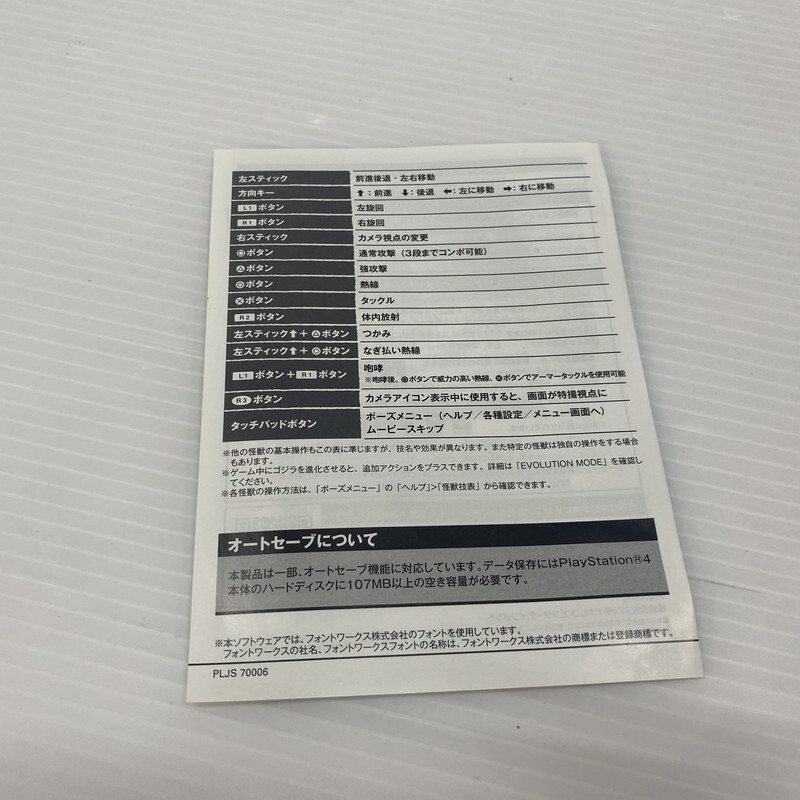 左スティック 前進後退・左右移動
方向キー ⬆：前進 ⬇：後退 ⬅：左に移動 ➡：右に移動
L1 ボタン 左旋回
R1 ボタン 右旋回
右スティック カメラ視点の変更
□ボタン 通常攻撃（3段までコンボ可能）
△ボタン 強攻撃
○ボタン 熱線
×ボタン タックル
R2 ボタン 体内放射
左スティック⬆＋△ボタン つかみ
左スティック⬆＋○ボタン なぎ払い熱線
L1 ボタン＋ R1 ボタン 咆哮
※咆哮後、○ボタンで威力の高い熱線、×ボタンでアーマータックルを使用可能
R3 ボタン カメラアイコン表示中に使用すると、画面が特撮視点に
タッチパッドボタン ポーズメニュー（ヘルプ／各種設定／メニュー画面へ）
ムービースキップ
※他の怪獣の基本操作もこの表に準じますが、技名や効果が異なります。また特定の怪獣は独自の操作をする場合
もあります。
※ゲーム中にゴジラを進化させると、追加アクションをプラスできます。詳細は「EVOLUTION MODE」を確認し
てください。
※各怪獣の操作方法は、「ポーズメニュー」の「ヘルプ」>「怪獣技表」から確認できます。
オートセーブについて
本製品は一部、オートセーブ機能に対応しています。データ保存にはPlayStation®4
本体のハードディスクに107MB以上の空き容量が必要です。
※本ソフトウェアでは、フォントワークス株式会社のフォントを使用しています。
フォントワークスの社名、フォントワークスフォントの名称は、フォントワークス株式会社の商標または登録商標です。
PLJS 70006